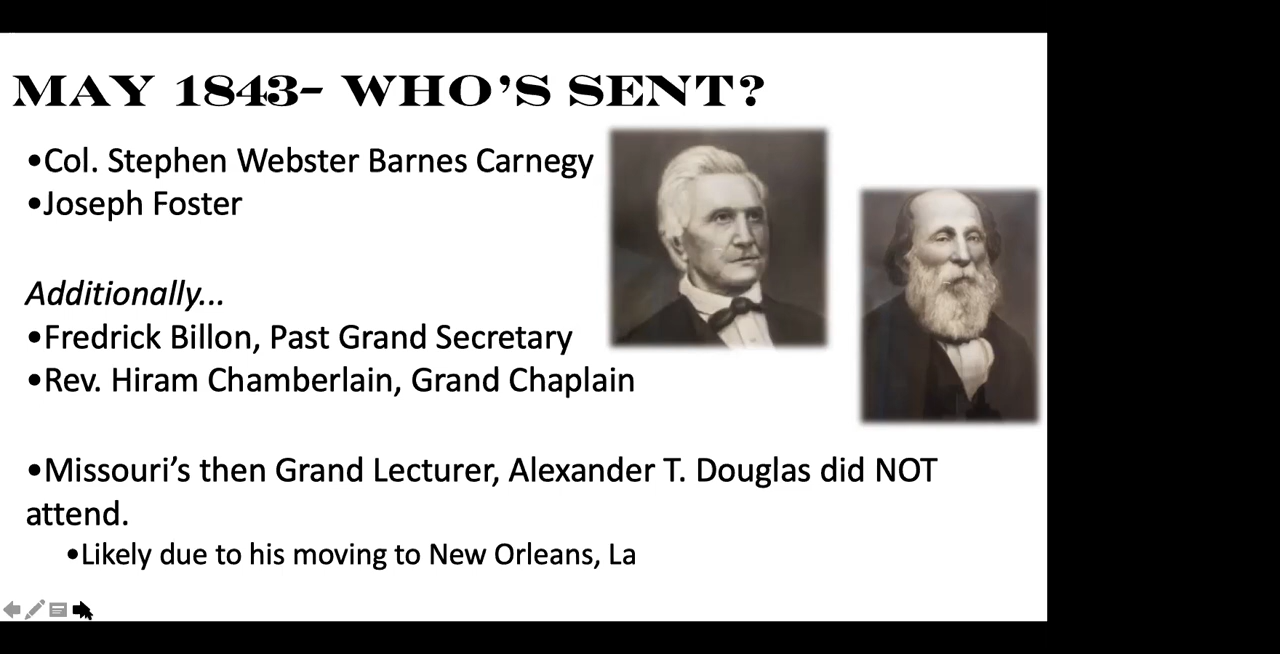 MAY 1843- WHO'S SENT?
•Col. Stephen Webster Barnes Carnegy
•Joseph Foster
Additionally...
•Fredrick Billon, Past Grand Secretary
•Rev. Hiram Chamberlain, Grand Chaplain
•Missouri's then Grand Lecturer, Alexander T. Douglas did NOT
attend.
•Likely due to his moving to New Orleans, La